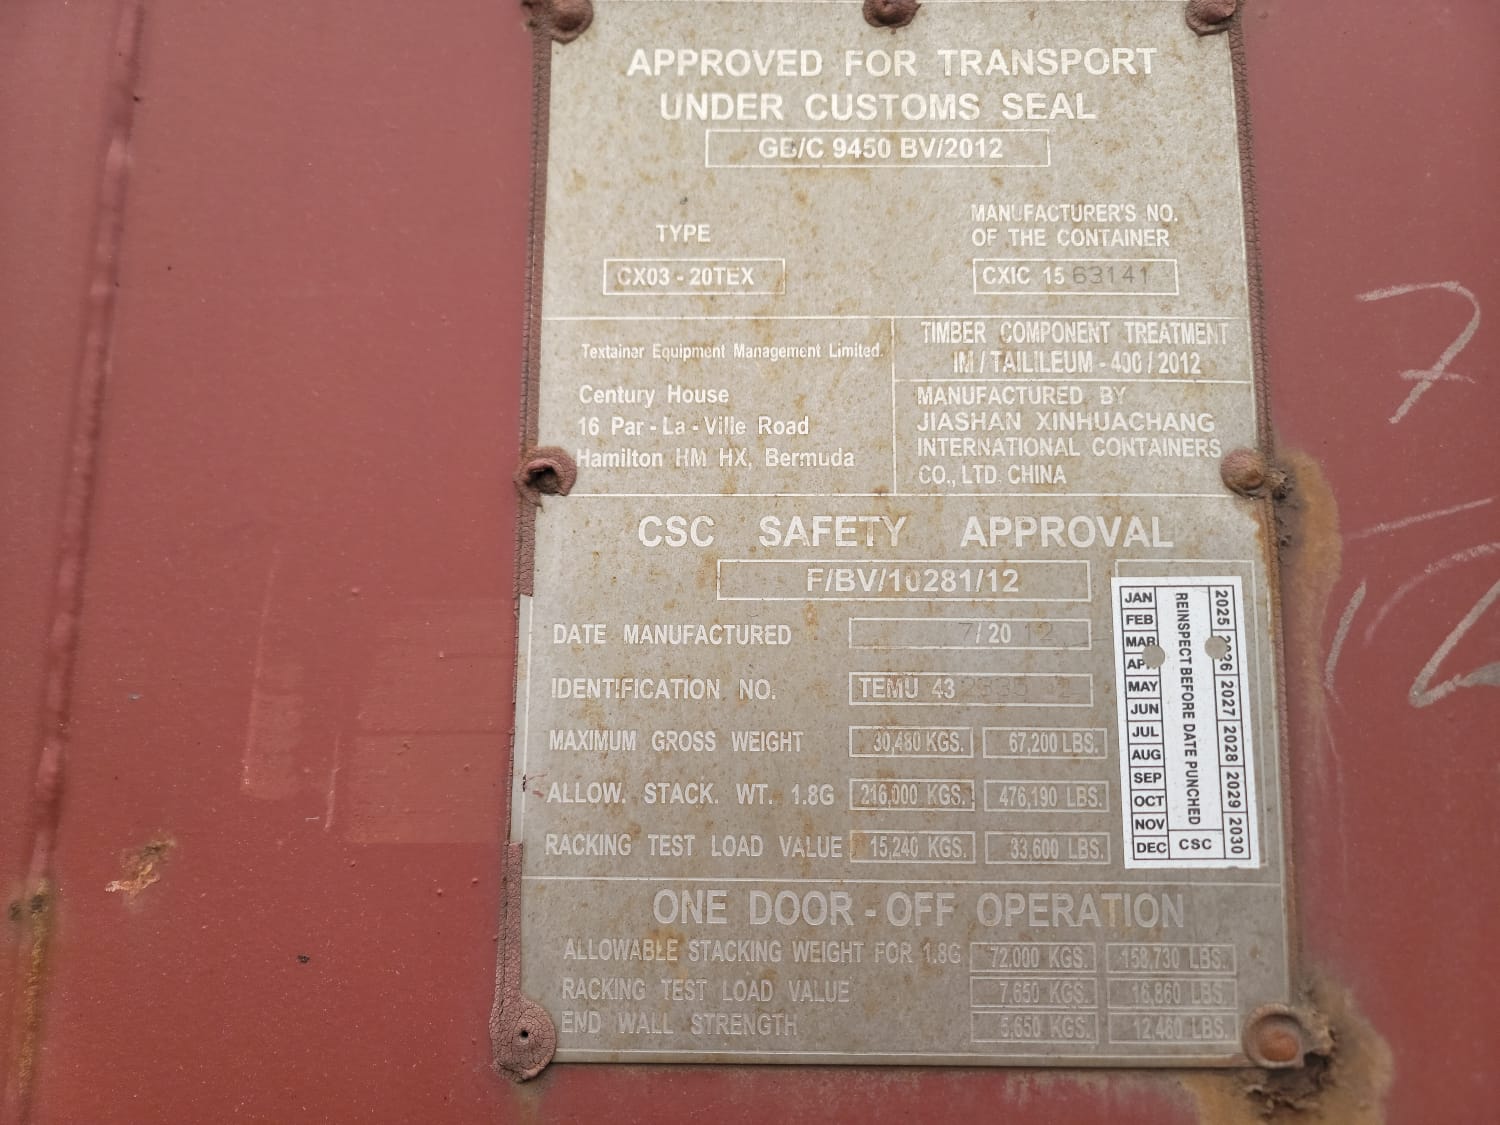 APPROVED FOR TRANSPORT
UNDER CUSTOMS SEAL
GB/C 9450 BV/2012
TYPE
CX03 - 20TEX
MANUFACTURER'S NO.
OF THE CONTAINER
CXIC 15 63141
Textainer Equipment Management Limited.
Century House
16 Par - La - Ville Road
Hamilton HM HX, Bermuda
TIMBER COMPONENT TREATMENT
IM / TAILILEUM - 400 / 2012
MANUFACTURED BY
JIASHAN XINHUACHANG
INTERNATIONAL CONTAINERS
CO., LTD. CHINA
CSC SAFETY APPROVAL
F/BV/10281/12
DATE MANUFACTURED 7/ 20 12
IDENTIFICATION NO. TEMU 43
MAXIMUM GROSS WEIGHT 30,480 KGS. 67,200 LBS.
ALLOW. STACK. WT. 1.8G 216,000 KGS. 476,190 LBS.
RACKING TEST LOAD VALUE 15,240 KGS. 33,600 LBS.
ONE DOOR - OFF OPERATION
ALLOWABLE STACKING WEIGHT FOR 1.8G 72,000 KGS. 158,730 LBS.
RACKING TEST LOAD VALUE 7,650 KGS. 16,860 LBS.
END WALL STRENGTH 5,650 KGS. 12,460 LBS.
JAN
FEB
MAR
APR
MAY
JUN
JUL
AUG
SEP
OCT
NOV
DEC
REINSPECT BEFORE DATE PUNCHED
CSC
2025 2026 2027 2028 2029 2030
7